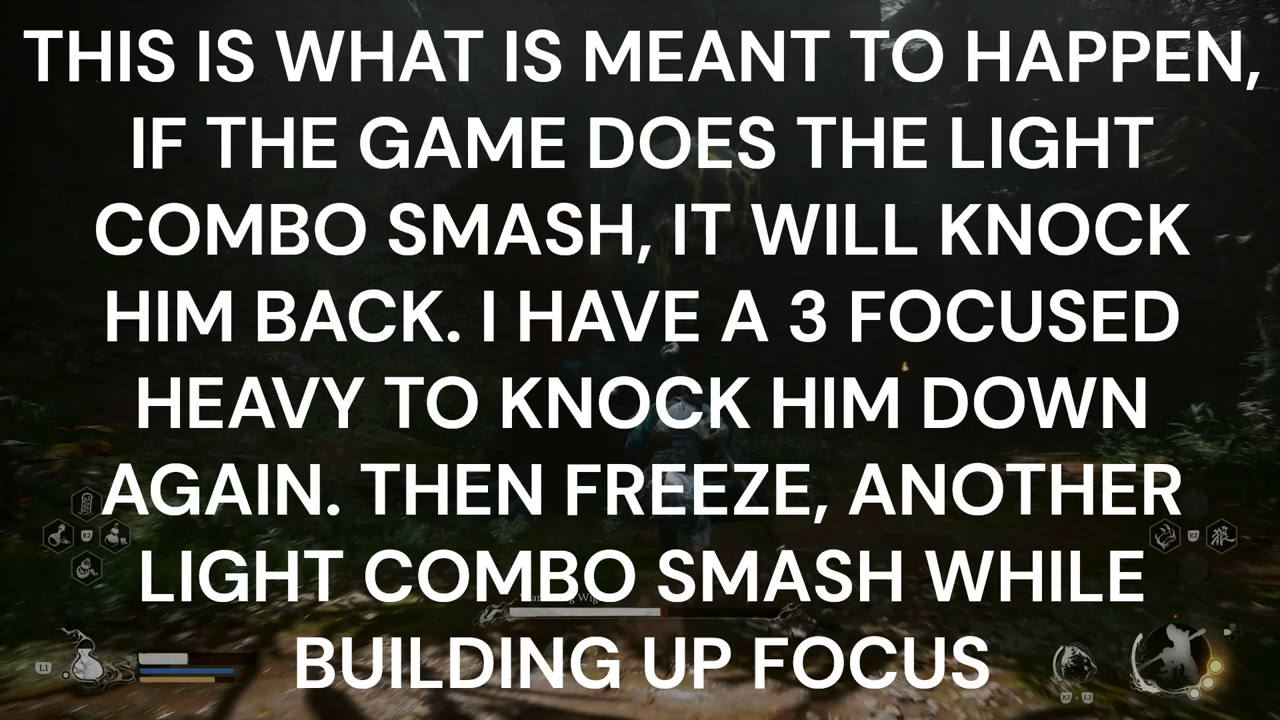 THIS IS WHAT IS MEANT TO HAPPEN,
IF THE GAME DOES THE LIGHT
COMBO SMASH, IT WILL KNOCK
HIM BACK. I HAVE A 3 FOCUSED
HEAVY TO KNOCK HIM DOWN
AGAIN. THEN FREEZE, ANOTHER
LIGHT COMBO SMASH WHILE
BUILDING UP FOCUS
L1
R2